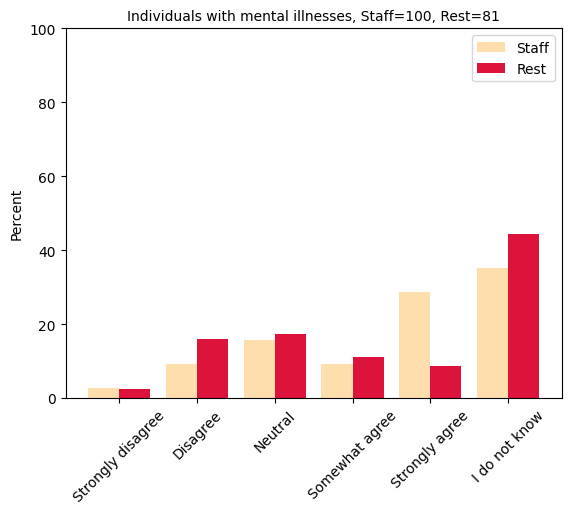 Individuals with mental illnesses, Staff=100, Rest=81
100
80
60
40
20
0
Percent
Staff
Rest
Strongly disagree
Disagree
Neutral
Somewhat agree
Strongly agree
I do not know